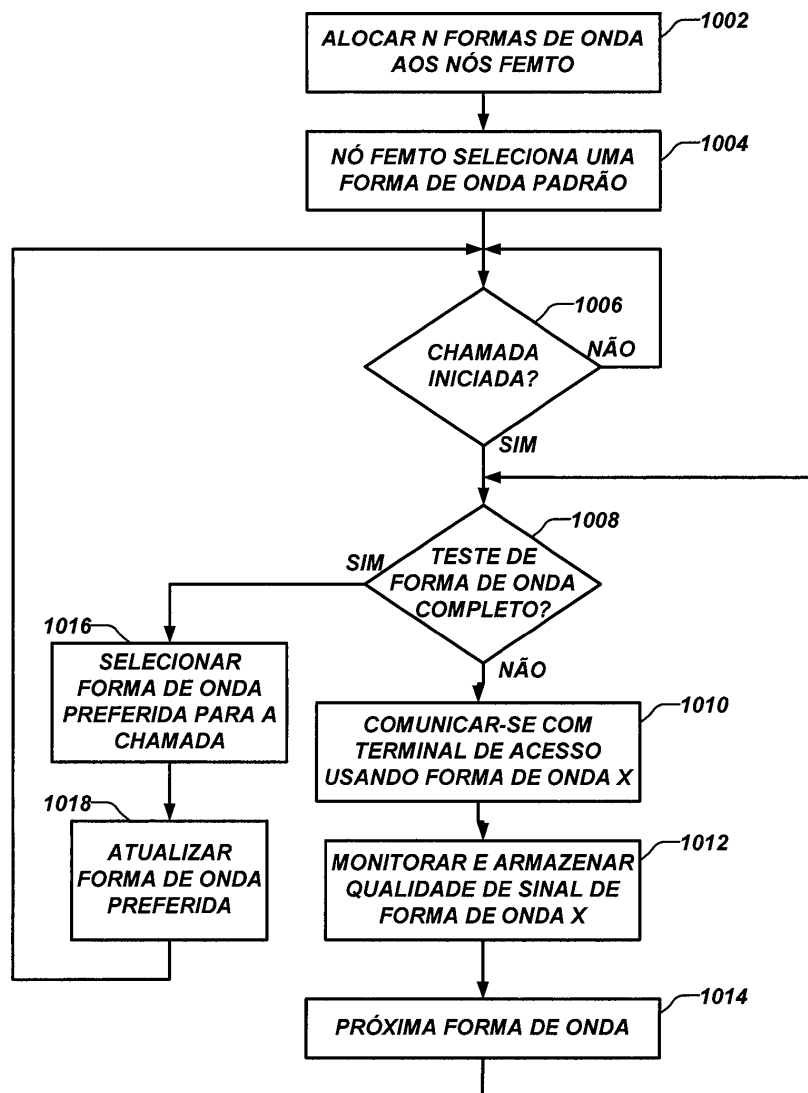 ALOCAR N FORMAS DE ONDA
AOS NÓS FEMTO
1002
NÓ FEMTO SELECIONA UMA
FORMA DE ONDA PADRÃO
1004
CHAMADA
INICIADA?
1006
NÃO
SIM
TESTE DE
FORMA DE ONDA
COMPLETO?
1008
SIM
NÃO
1016
SELECIONAR
FORMA DE ONDA
PREFERIDA PARA A
CHAMADA
1018
ATUALIZAR
FORMA DE ONDA
PREFERIDA
COMUNICAR-SE COM
TERMINAL DE ACESSO
USANDO FORMA DE ONDA X
1010
MONITORAR E ARMAZENAR
QUALIDADE DE SINAL DE
FORMA DE ONDA X
1012
PRÓXIMA FORMA DE ONDA
1014